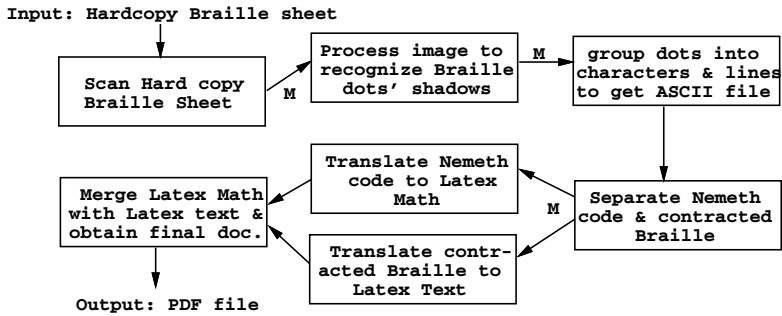 Input: Hardcopy Braille sheet
Scan Hard copy
Braille Sheet
M
Process image to
recognize Braille
dots' shadows
M
group dots into
characters & lines
to get ASCII file
Separate Nemeth
code & contracted
Braille
M
Translate Nemeth
code to Latex
Math
Translate contr-
acted Braille to
Latex Text
Merge Latex Math
with Latex text &
obtain final doc.
Output: PDF file